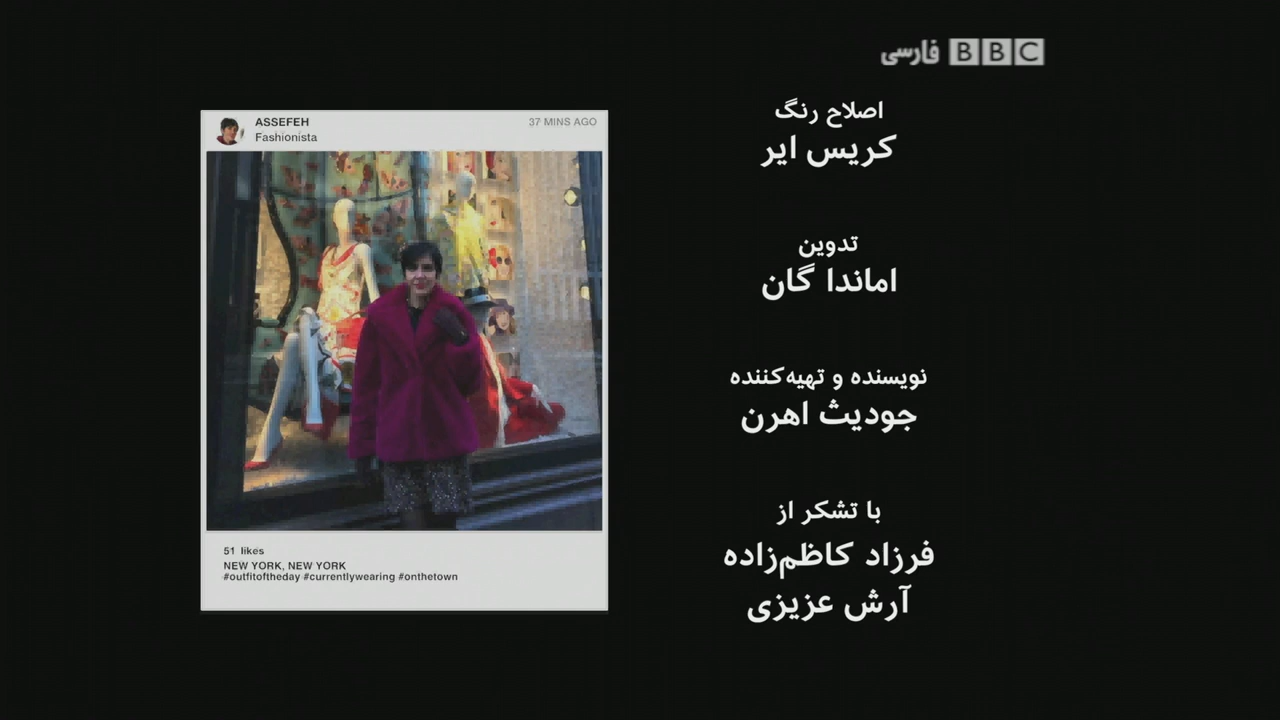 BBC فارسی
ASSEFEH
37 MINS AGO
Fashionista
51 likes
NEW YORK, NEW YORK
#outfitoftheday #currentlywearing #onthetown
اصلاح رنگ
کریس ایر
تدوین
اماندا گان
نویسنده و تهیه‌کننده
جودیث اهرن
با تشکر از
فرزاد کاظم‌زاده
آرش عزیزی